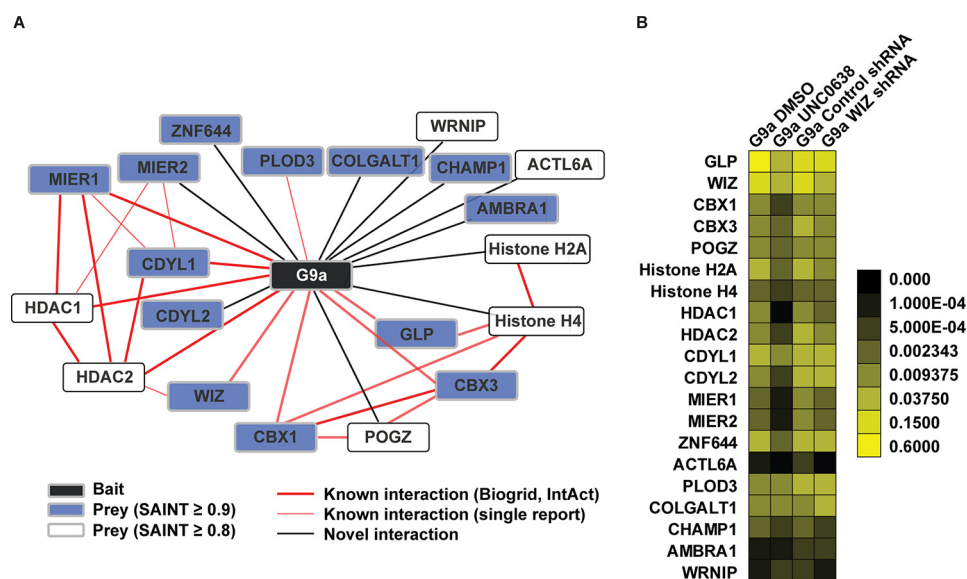 A
ZNF644
WRNIP
MIER1
MIER2
PLOD3
COLGALT1
CHAMP1
ACTL6A
AMBRA1
CDYL1
G9a
Histone H2A
HDAC1
CDYL2
GLP
Histone H4
HDAC2
WIZ
CBX3
CBX1
POGZ
Bait
Prey (SAINT ≥ 0.9)
Prey (SAINT ≥ 0.8)
Known interaction (Biogrid, IntAct)
Known interaction (single report)
Novel interaction
B
G9a DMSO
G9a UNC0638
G9a Control shRNA
G9a WIZ shRNA
GLP
WIZ
CBX1
CBX3
POGZ
Histone H2A
Histone H4
HDAC1
HDAC2
CDYL1
CDYL2
MIER1
MIER2
ZNF644
ACTL6A
PLOD3
COLGALT1
CHAMP1
AMBRA1
WRNIP
0.000
1.000E-04
5.000E-04
0.002343
0.009375
0.03750
0.1500
0.6000